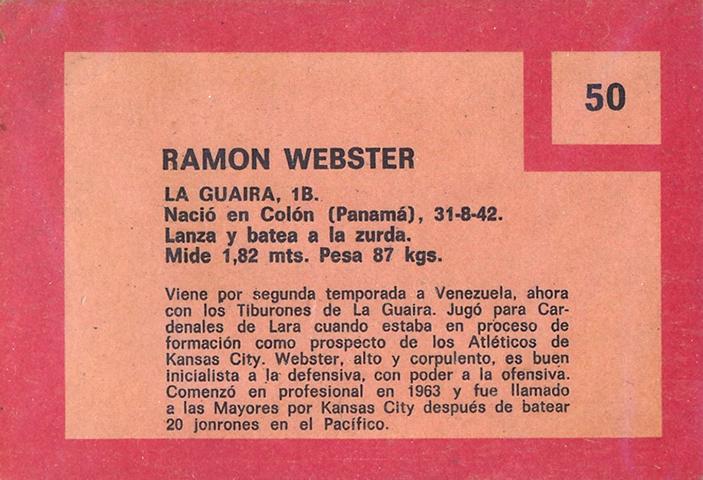 50
RAMON WEBSTER
LA GUAIRA, 1B.
Nació en Colón (Panamá), 31-8-42.
Lanza y batea a la zurda.
Mide 1,82 mts. Pesa 87 kgs.
Viene por segunda temporada a Venezuela, ahora
con los Tiburones de La Guaira. Jugó para Car-
denales de Lara cuando estaba en proceso de
formación como prospecto de los Atléticos de
Kansas City. Webster, alto y corpulento, es buen
inicialista a la defensiva, con poder a la ofensiva.
Comenzó en profesional en 1963 y fue llamado
a las Mayores por Kansas City después de batear
20 jonrones en el Pacífico.